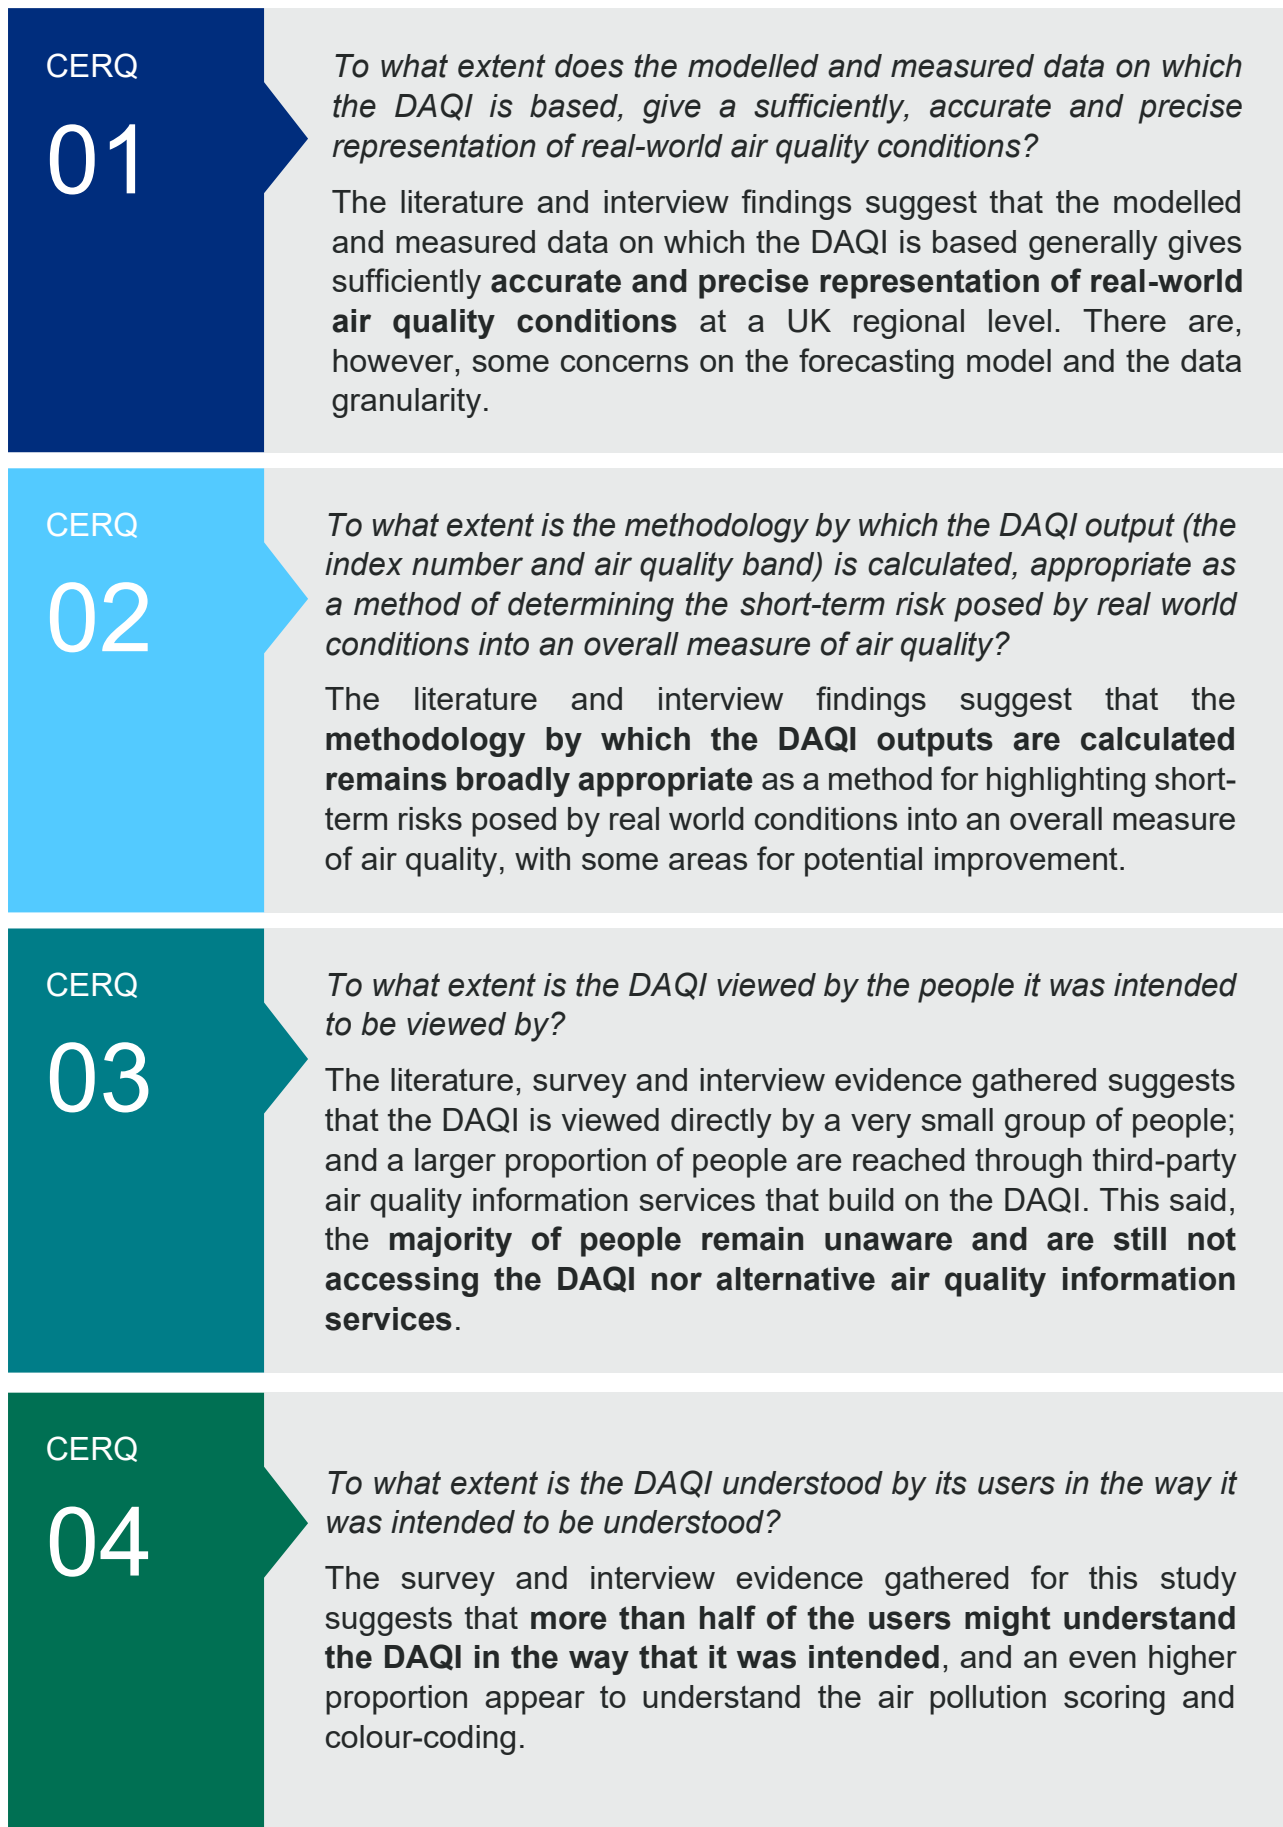 CERQ
01
To what extent does the modelled and measured data on which
the DAQI is based, give a sufficiently, accurate and precise
representation of real-world air quality conditions?
The literature and interview findings suggest that the modelled
and measured data on which the DAQI is based generally gives
sufficiently accurate and precise representation of real-world
air quality conditions at a UK regional level. There are,
however, some concerns on the forecasting model and the data
granularity.
CERQ
02
To what extent is the methodology by which the DAQI output (the
index number and air quality band) is calculated, appropriate as
a method of determining the short-term risk posed by real world
conditions into an overall measure of air quality?
The literature and interview findings suggest that the
methodology by which the DAQI outputs are calculated
remains broadly appropriate as a method for highlighting short-
term risks posed by real world conditions into an overall measure
of air quality, with some areas for potential improvement.
CERQ
03
To what extent is the DAQI viewed by the people it was intended
to be viewed by?
The literature, survey and interview evidence gathered suggests
that the DAQI is viewed directly by a very small group of people;
and a larger proportion of people are reached through third-party
air quality information services that build on the DAQI. This said,
the majority of people remain unaware and are still not
accessing the DAQI nor alternative air quality information
services.
CERQ
04
To what extent is the DAQI understood by its users in the way it
was intended to be understood?
The survey and interview evidence gathered for this study
suggests that more than half of the users might understand
the DAQI in the way that it was intended, and an even higher
proportion appear to understand the air pollution scoring and
colour-coding.